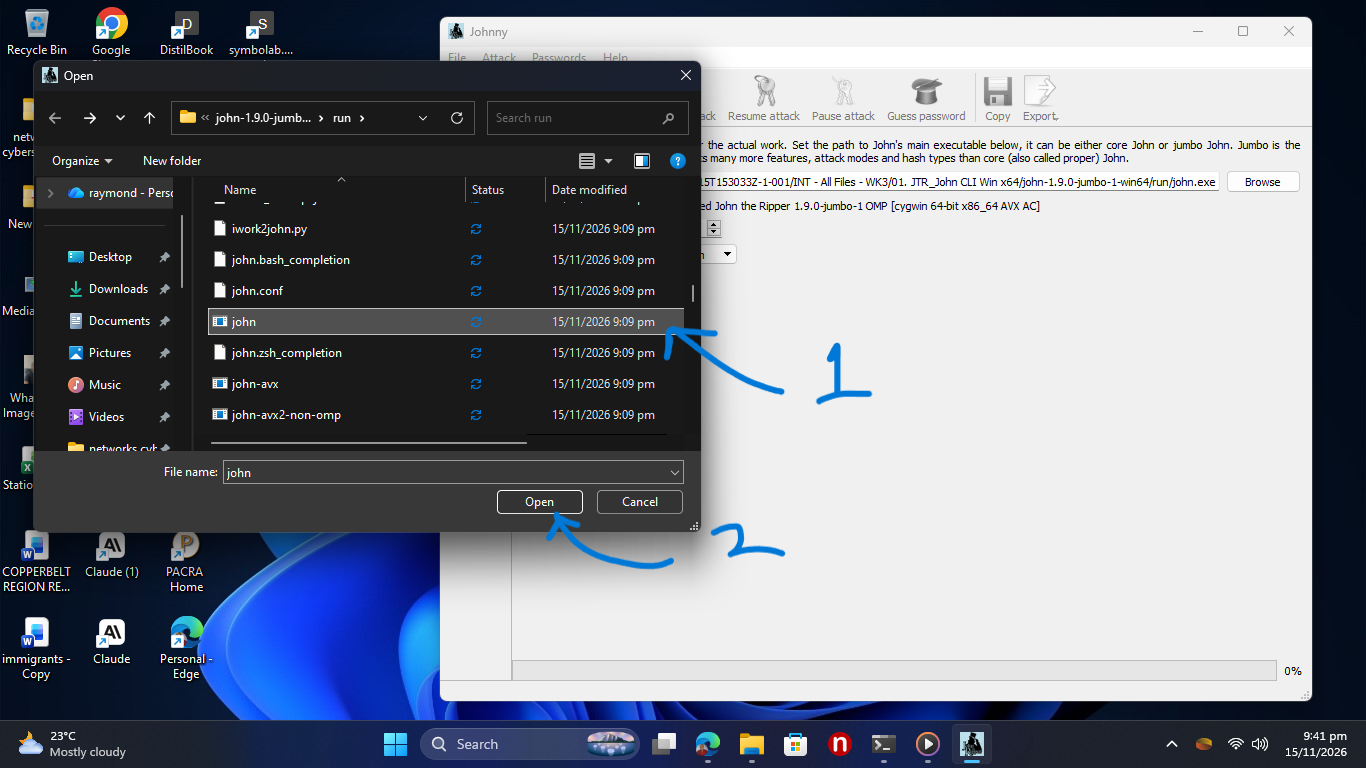 Recycle Bin
Google
DistilBook
symbolab....
Johnny
File Attack Passwords Help
Open
Resume attack
Pause attack
Guess password
Copy
Export
john-1.9.0-jumb... > run >
Search run
Organize
New folder
the actual work. Set the path to John's main executable below, it can be either core John or jumbo John. Jumbo is the
many more features, attack modes and hash types than core (also called proper) John.
15T153033Z-1-001/INT - All Files - WK3/01. JTR_John CLI Win x64/john-1.9.0-jumbo-1-win64/run/john.exe
Browse
John the Ripper 1.9.0-jumbo-1 OMP [cygwin 64-bit x86_64 AVX AC]
raymond - Perso
Name
Status
Date modified
iwork2john.py 15/11/2026 9:09 pm
john.bash_completion 15/11/2026 9:09 pm
john.conf 15/11/2026 9:09 pm
john 15/11/2026 9:09 pm
john.zsh_completion 15/11/2026 9:09 pm
john-avx 15/11/2026 9:09 pm
john-avx2-non-omp 15/11/2026 9:09 pm
Desktop
Downloads
Documents
Pictures
Music
Videos
networks cyb
File name: john
Open
Cancel
1
2
COPPERBELT
REGION RE...
Claude (1)
PACRA
Home
immigrants -
Copy
Claude
Personal -
Edge
0%
23°C
Mostly cloudy
Search
9:41 pm
15/11/2026